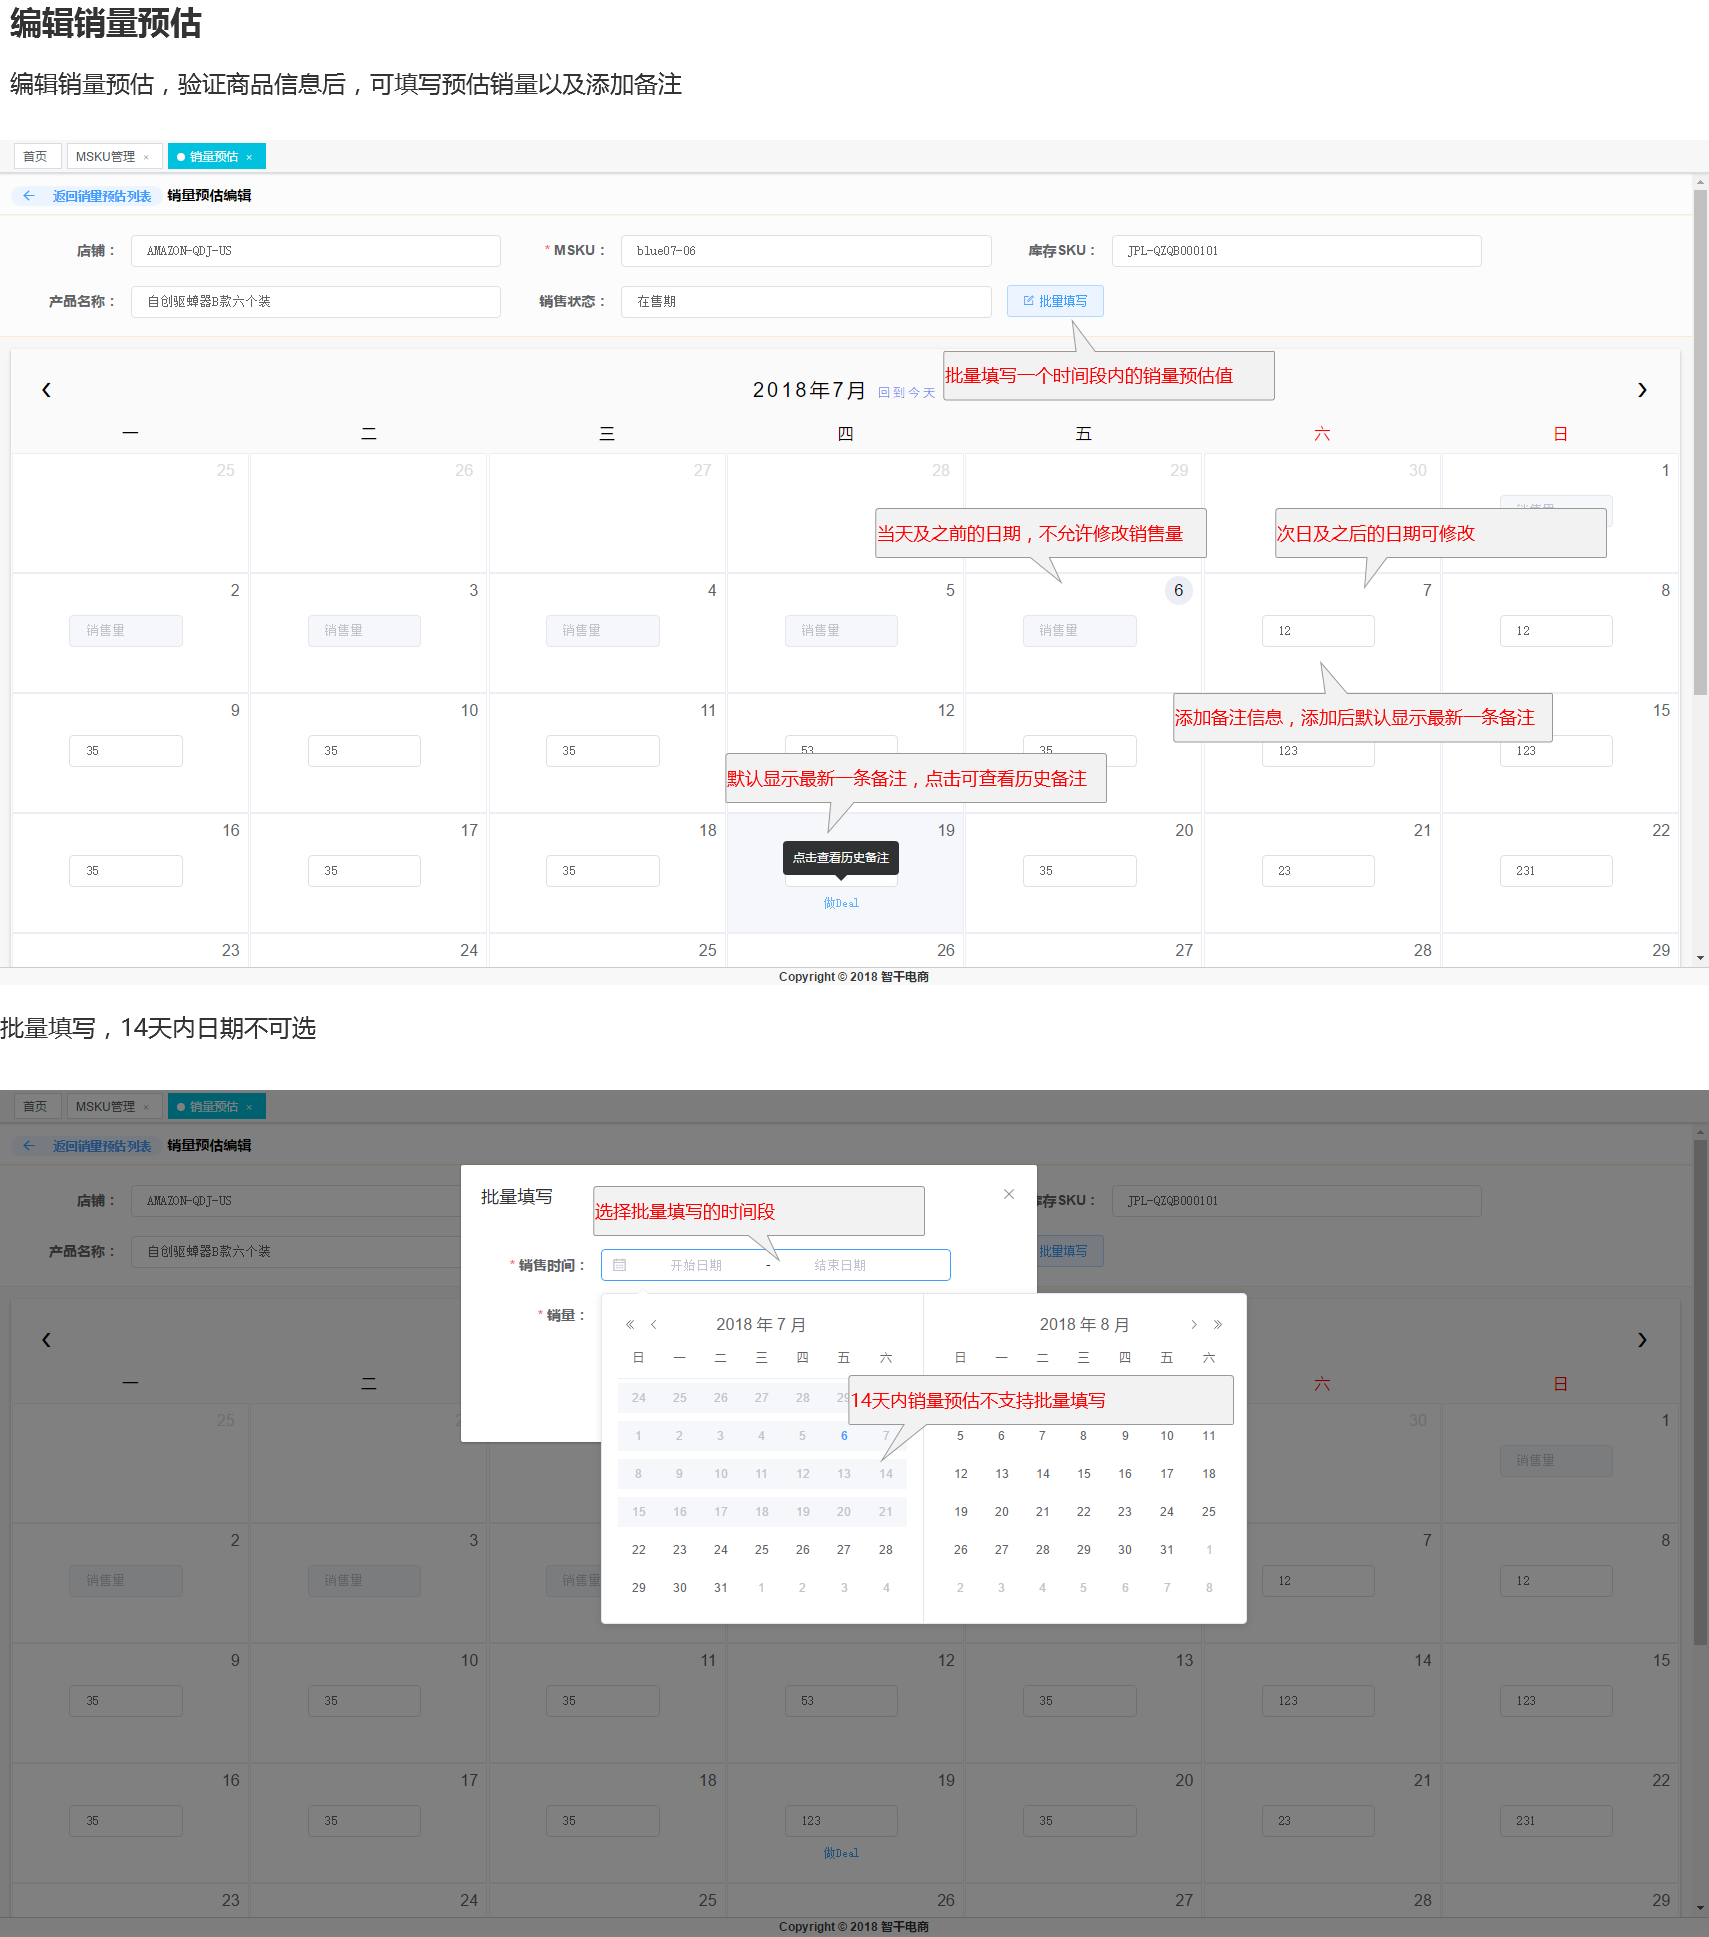 编辑销量预估
编辑销量预估，验证商品信息后，可填写预估销量以及添加备注
首页 MSKU管理 × 销量预估 ×
返回销量预估列表 销量预估编辑
店铺： AMAZON-QDJ-US * MSKU： blue07-06 库存SKU： JPL-QZQB000101
产品名称： 自创驱蟑器B款六个装 销售状态： 在售期 批量填写
批量填写一个时间段内的销量预估值
2018年7月 回到今天
一 二 三 四 五 六 日
25 26 27 28 29 30 1
销售量
当天及之前的日期，不允许修改销售量 次日及之后的日期可修改
2 3 4 5 6 7 8
销售量 销售量 销售量 销售量 销售量 12 12
添加备注信息，添加后默认显示最新一条备注
9 10 11 12 15
35 35 35 53 35 123 123
默认显示最新一条备注，点击可查看历史备注
16 17 18 19 20 21 22
点击查看历史备注
35 35 35 35 23 231
做Deal
23 24 25 26 27 28 29
Copyright © 2018 智干电商
批量填写，14天内日期不可选
首页 MSKU管理 × 销量预估 ×
返回销量预估列表 销量预估编辑
店铺： AMAZON-QDJ-US 库存SKU： JPL-QZQB000101
产品名称： 自创驱蟑器B款六个装 批量填写
批量填写
选择批量填写的时间段
* 销售时间： 开始日期 - 结束日期
* 销量：
2018 年 7 月 2018 年 8 月
日 一 二 三 四 五 六 日 一 二 三 四 五 六
24 25 26 27 28 29
14天内销量预估不支持批量填写
1 2 3 4 5 6 7 5 6 7 8 9 10 11
8 9 10 11 12 13 14 12 13 14 15 16 17 18
15 16 17 18 19 20 21 19 20 21 22 23 24 25
22 23 24 25 26 27 28 26 27 28 29 30 31 1
29 30 31 1 2 3 4 2 3 4 5 6 7 8
一 二 六 日
25 30 1
销售量
2 3 7 8
销售量 销售量 销售量 12 12
9 10 11 12 13 14 15
35 35 35 53 35 123 123
16 17 18 19 20 21 22
35 35 35 123 35 23 231
做Deal
23 24 25 26 27 28 29
Copyright © 2018 智干电商